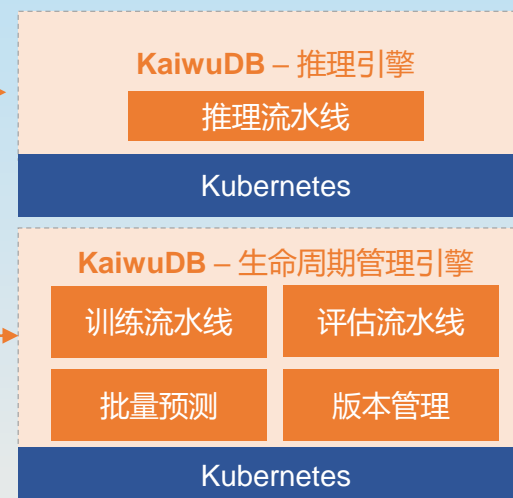 KaiwuDB – 推理引擎
推理流水线
Kubernetes
KaiwuDB – 生命周期管理引擎
训练流水线 评估流水线
批量预测 版本管理
Kubernetes